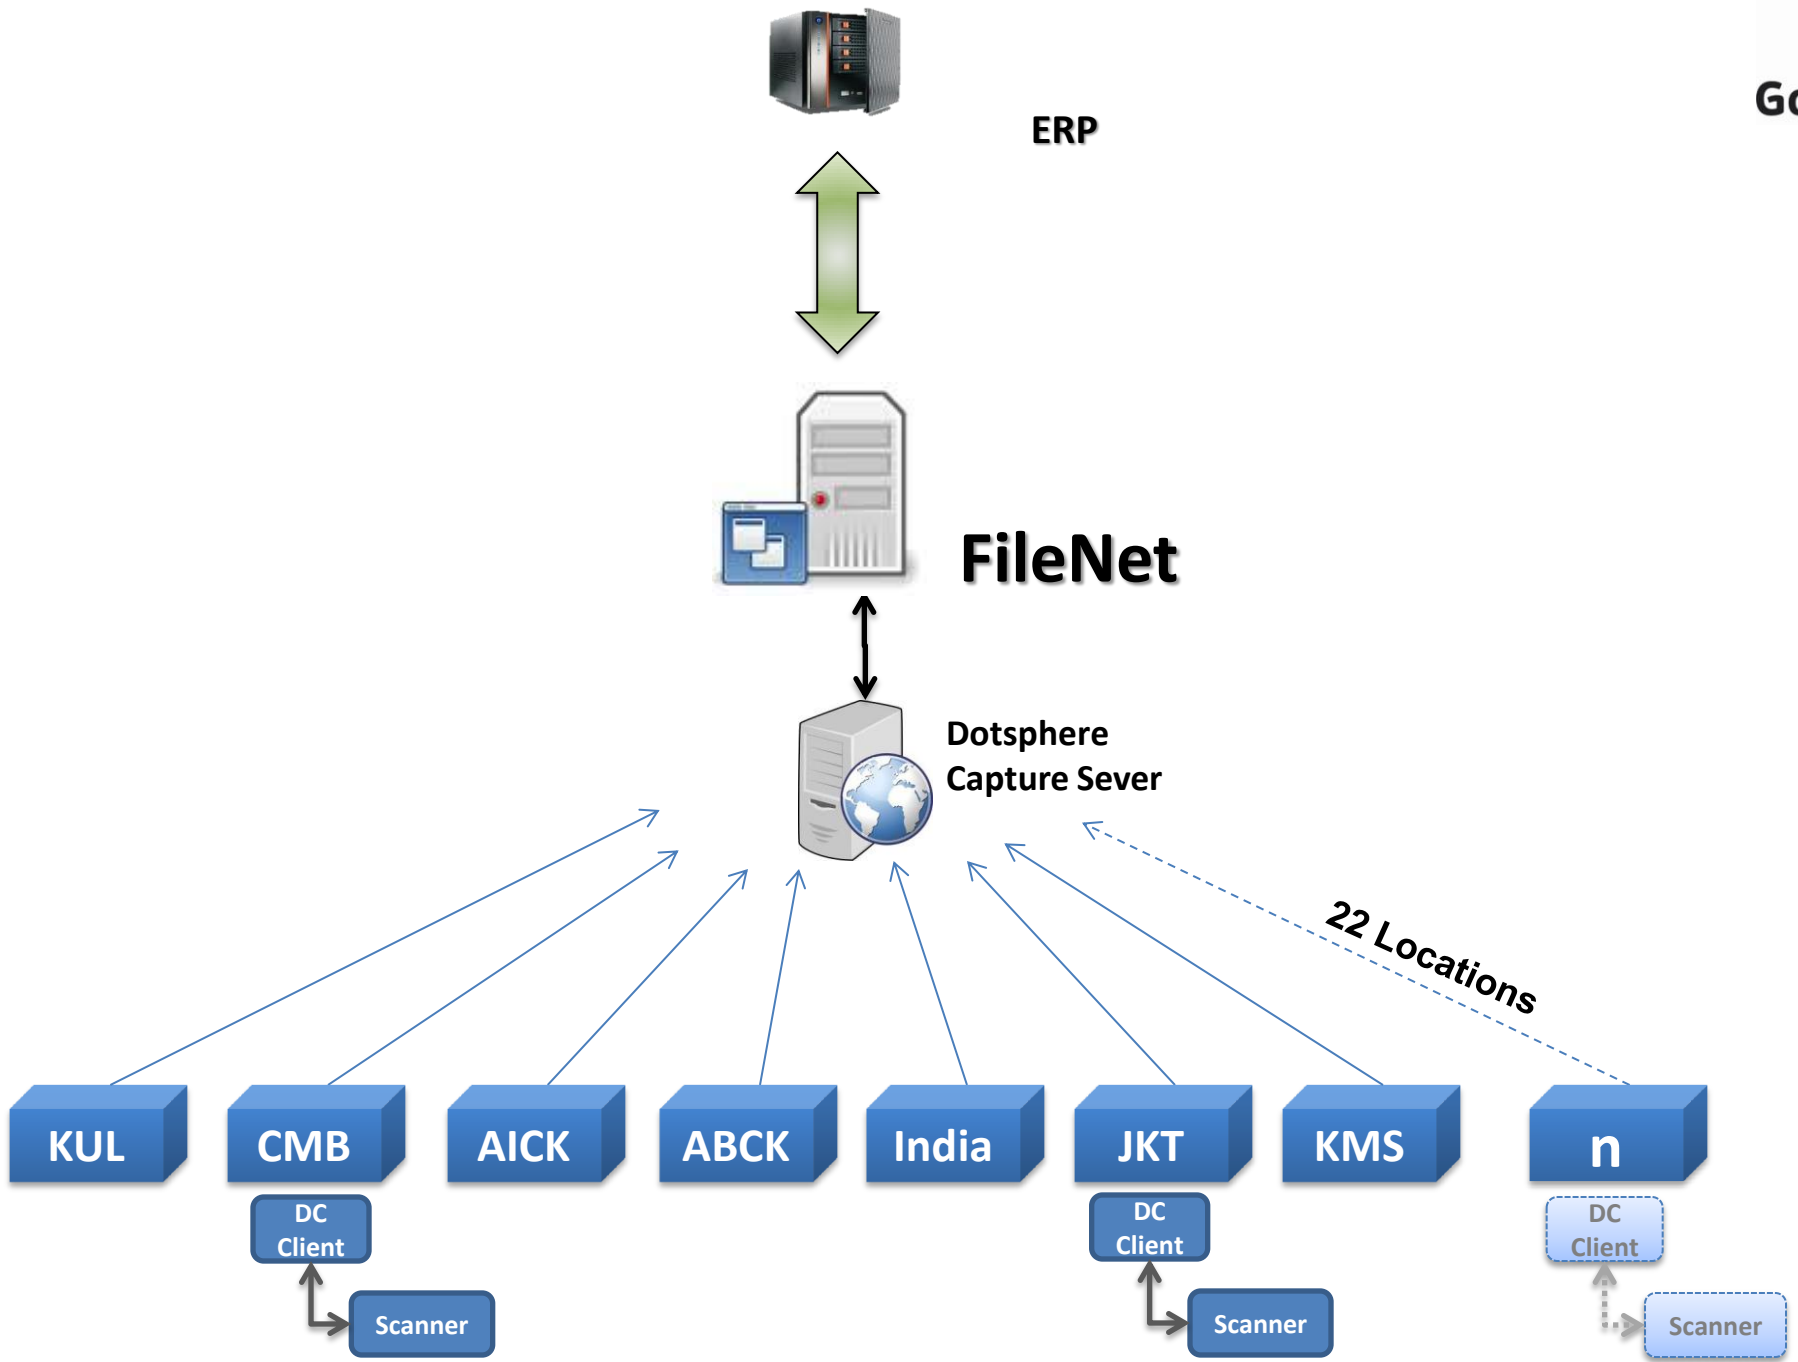 ERP
FileNet
Dotsphere
Capture Sever
22 Locations
KUL
CMB
AICK
ABCK
India
JKT
KMS
n
DC
Client
Scanner
DC
Client
Scanner
DC
Client
Scanner